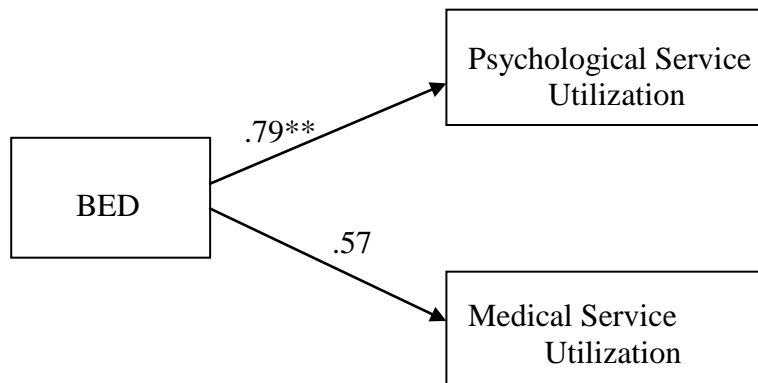 Psychological Service
Utilization
.79**
BED
.57
Medical Service
Utilization